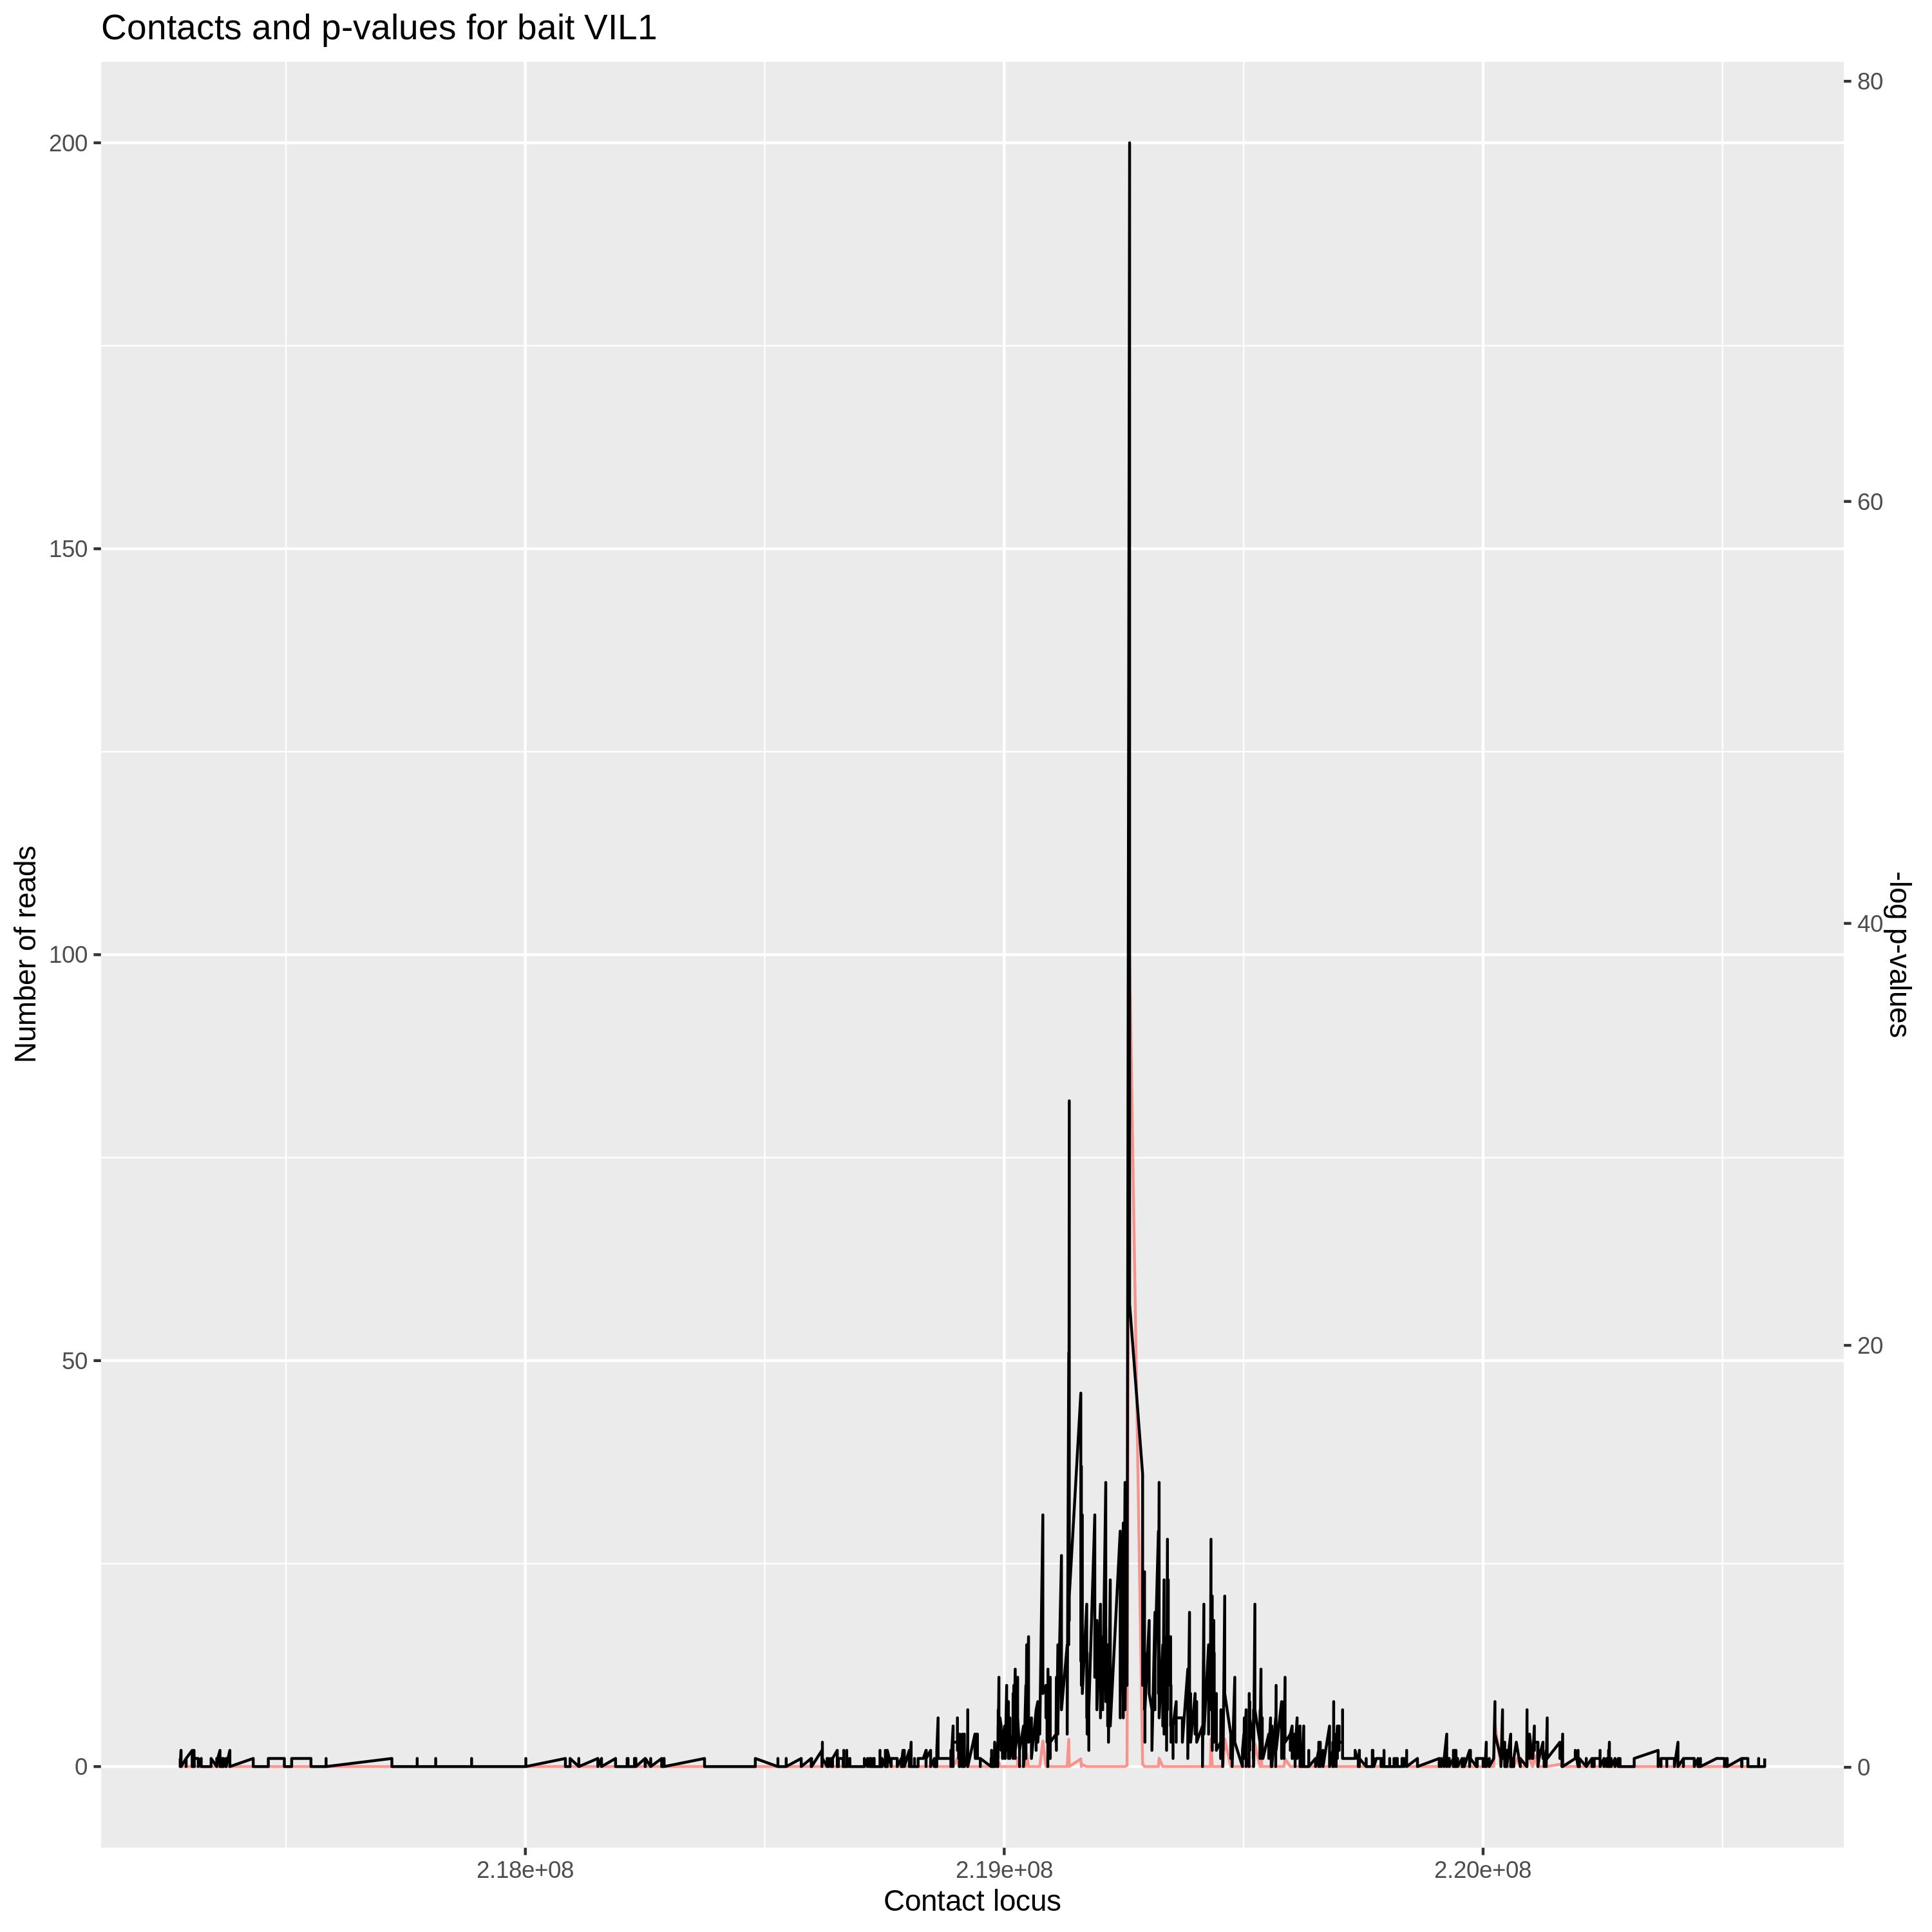 Contacts and p-values for bait VIL1
80
200
60
150
Number of reads
-log p-values
40
100
50
20
0
0
2.18e+08
2.19e+08
2.20e+08
Contact locus